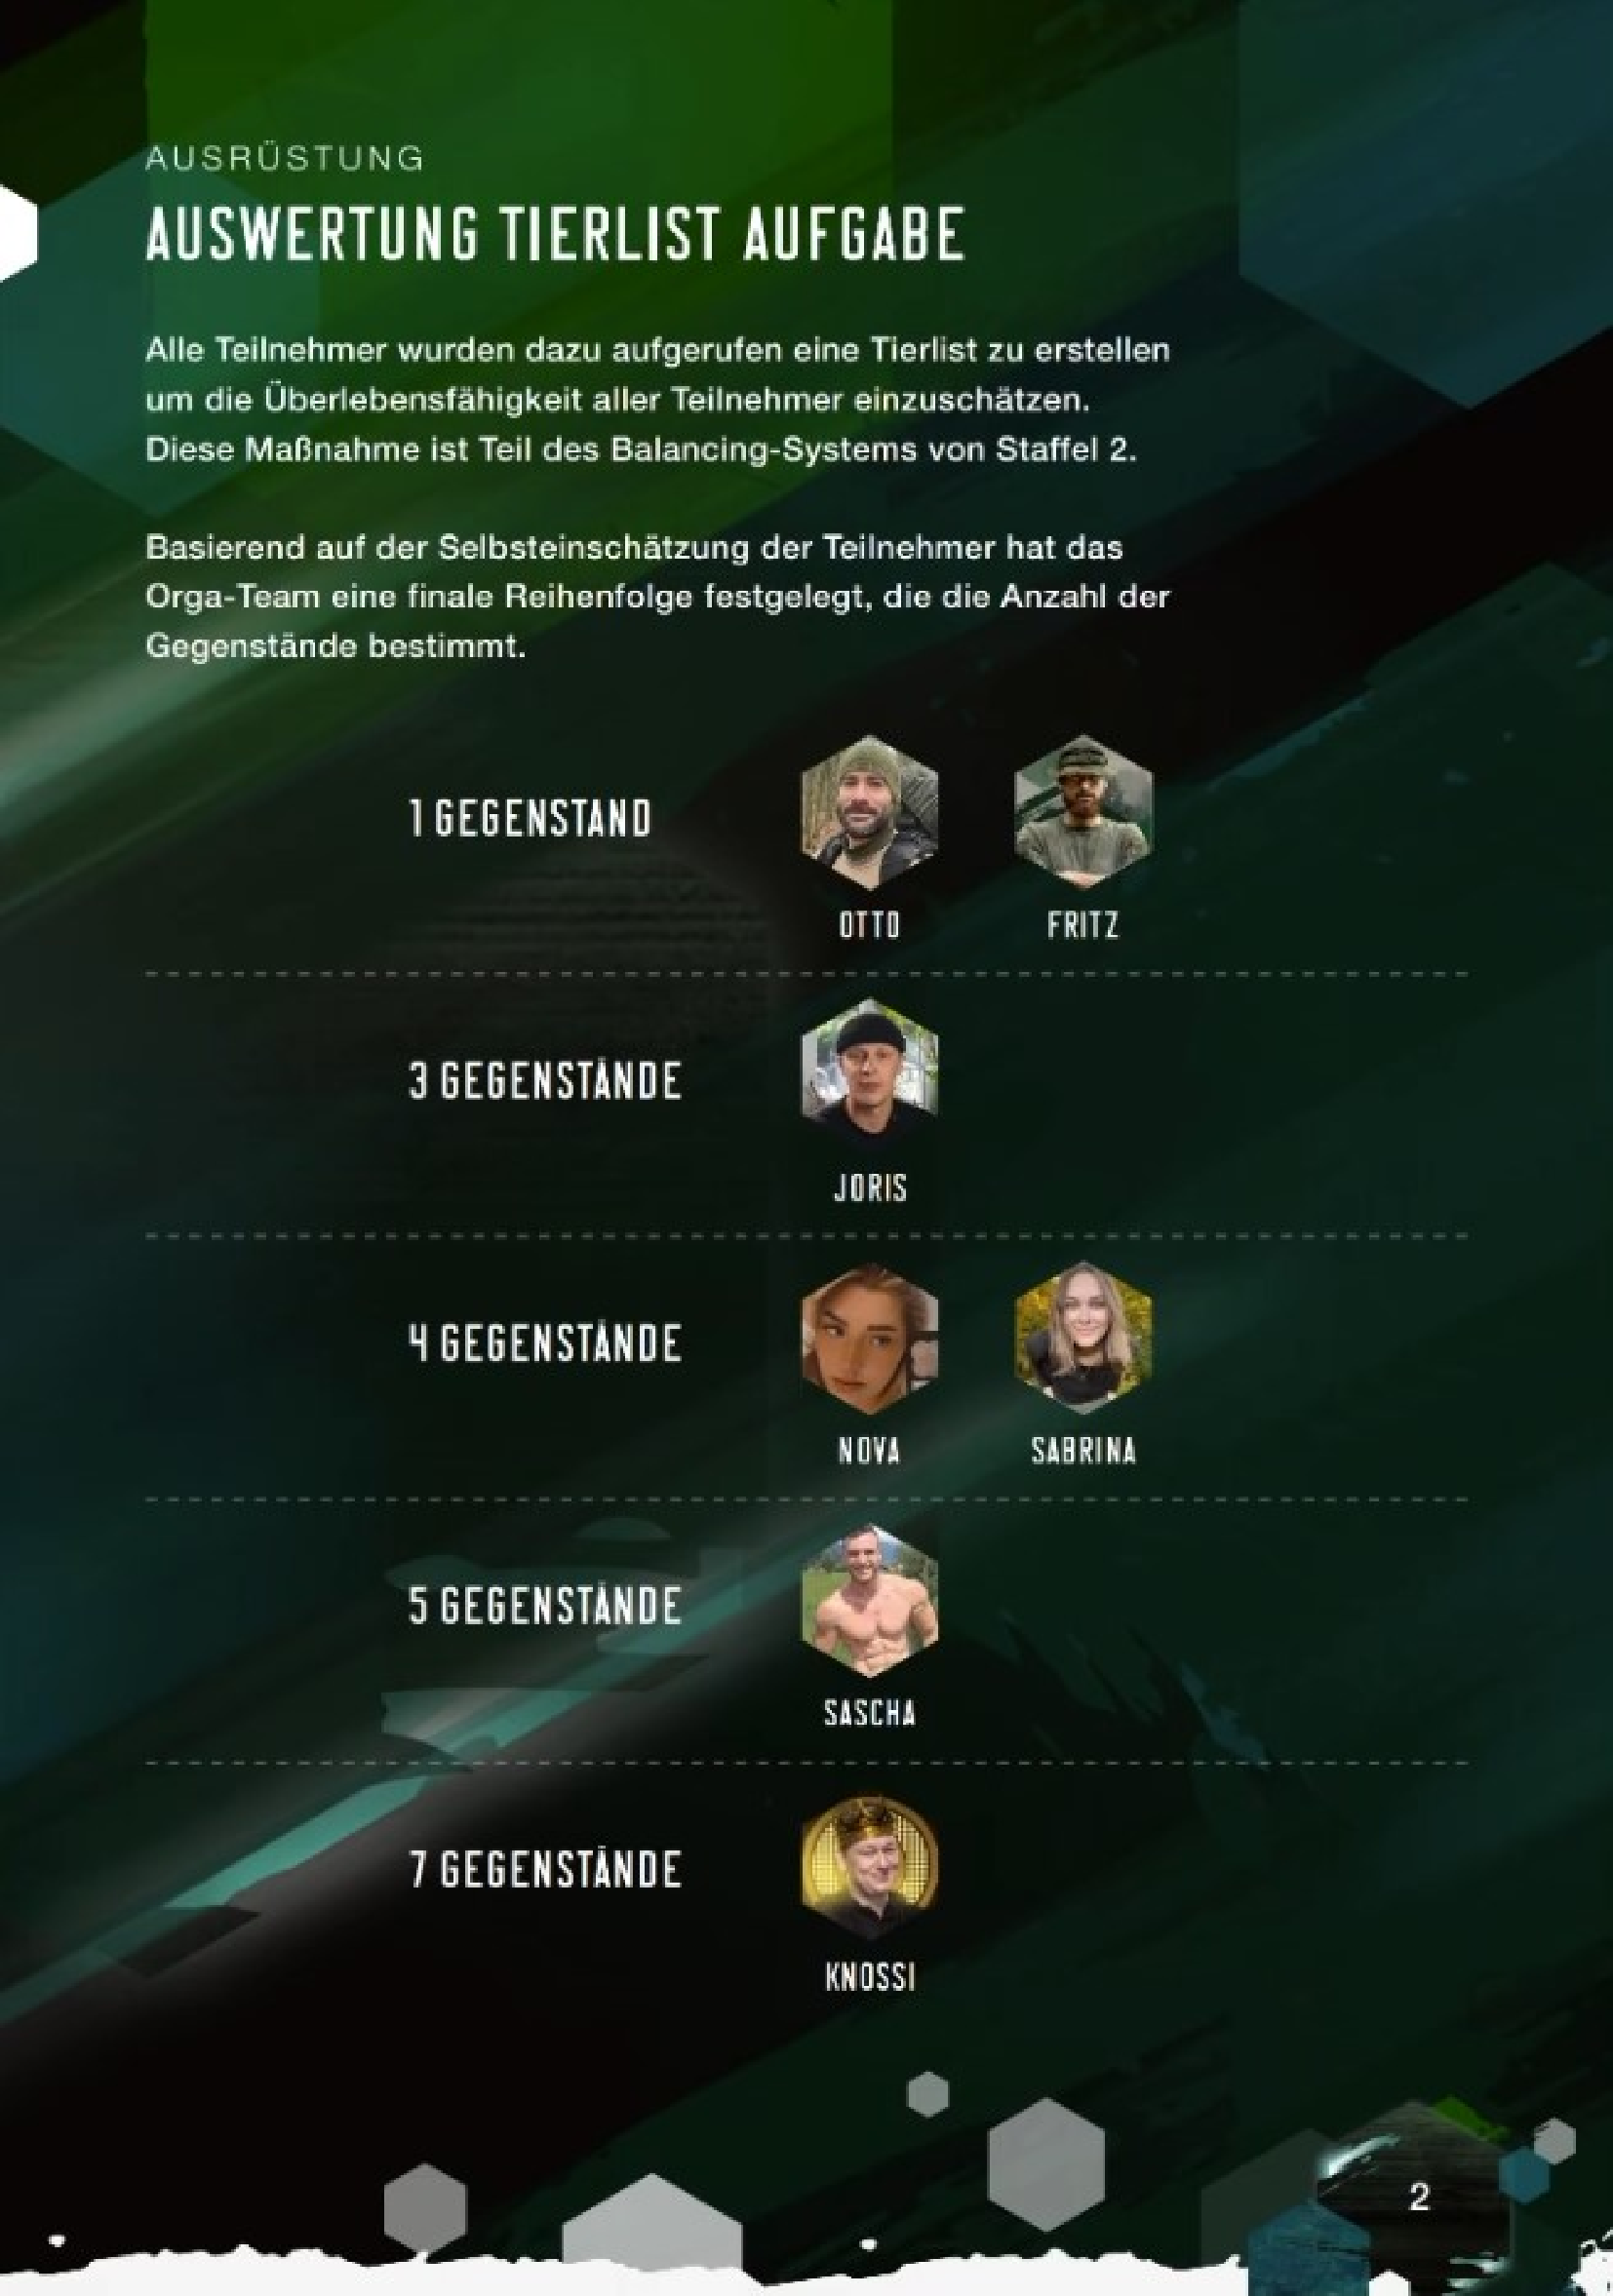 AUSRÜSTUNG
AUSWERTUNG TIERLIST AUFGABE
Alle Teilnehmer wurden dazu aufgerufen eine Tierlist zu erstellen
um die Überlebensfähigkeit aller Teilnehmer einzuschätzen.
Diese Maßnahme ist Teil des Balancing-Systems von Staffel 2.
Basierend auf der Selbsteinschätzung der Teilnehmer hat das
Orga-Team eine finale Reihenfolge festgelegt, die die Anzahl der
Gegenstände bestimmt.
1 GEGENSTAND
OTTO
FRITZ
3 GEGENSTÄNDE
JORIS
4 GEGENSTÄNDE
NOVA
SABRINA
5 GEGENSTÄNDE
SASCHA
7 GEGENSTÄNDE
KNOSSI
2